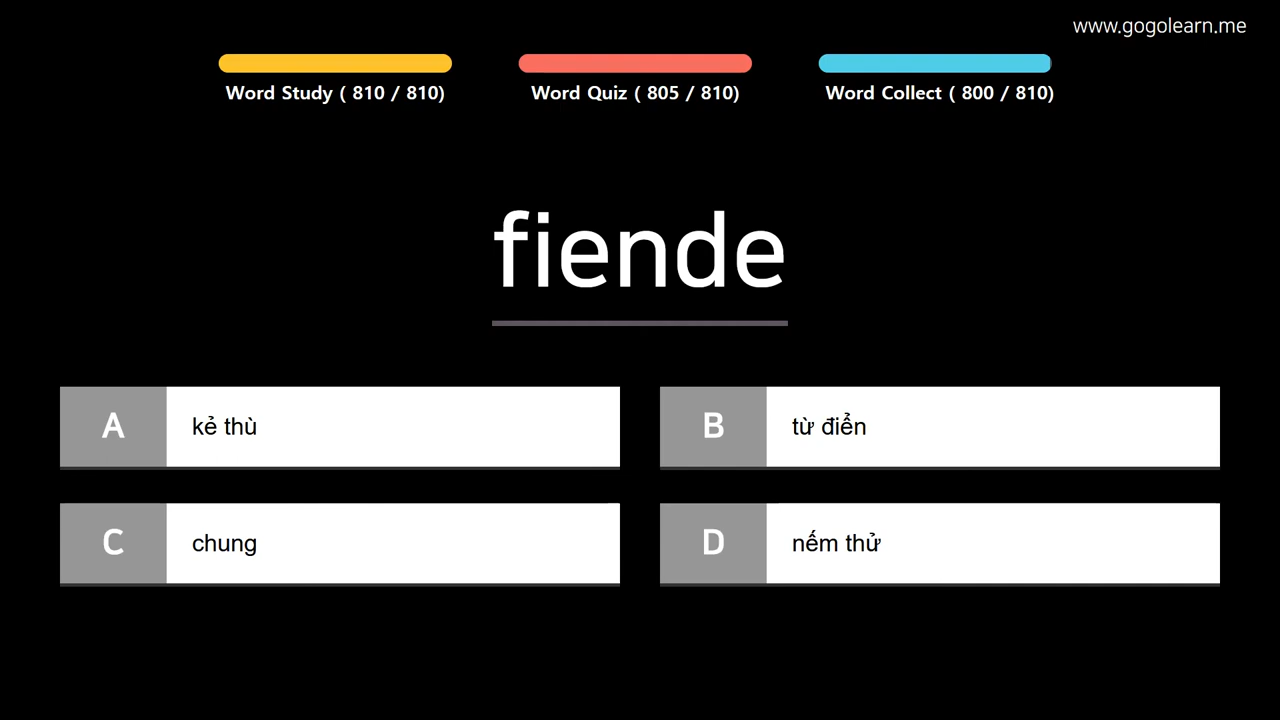 www.gogolearn.me
Word Study ( 810 / 810)
Word Quiz ( 805 / 810)
Word Collect ( 800 / 810)
fiende
A kẻ thù
B từ điển
C chung
D nếm thử